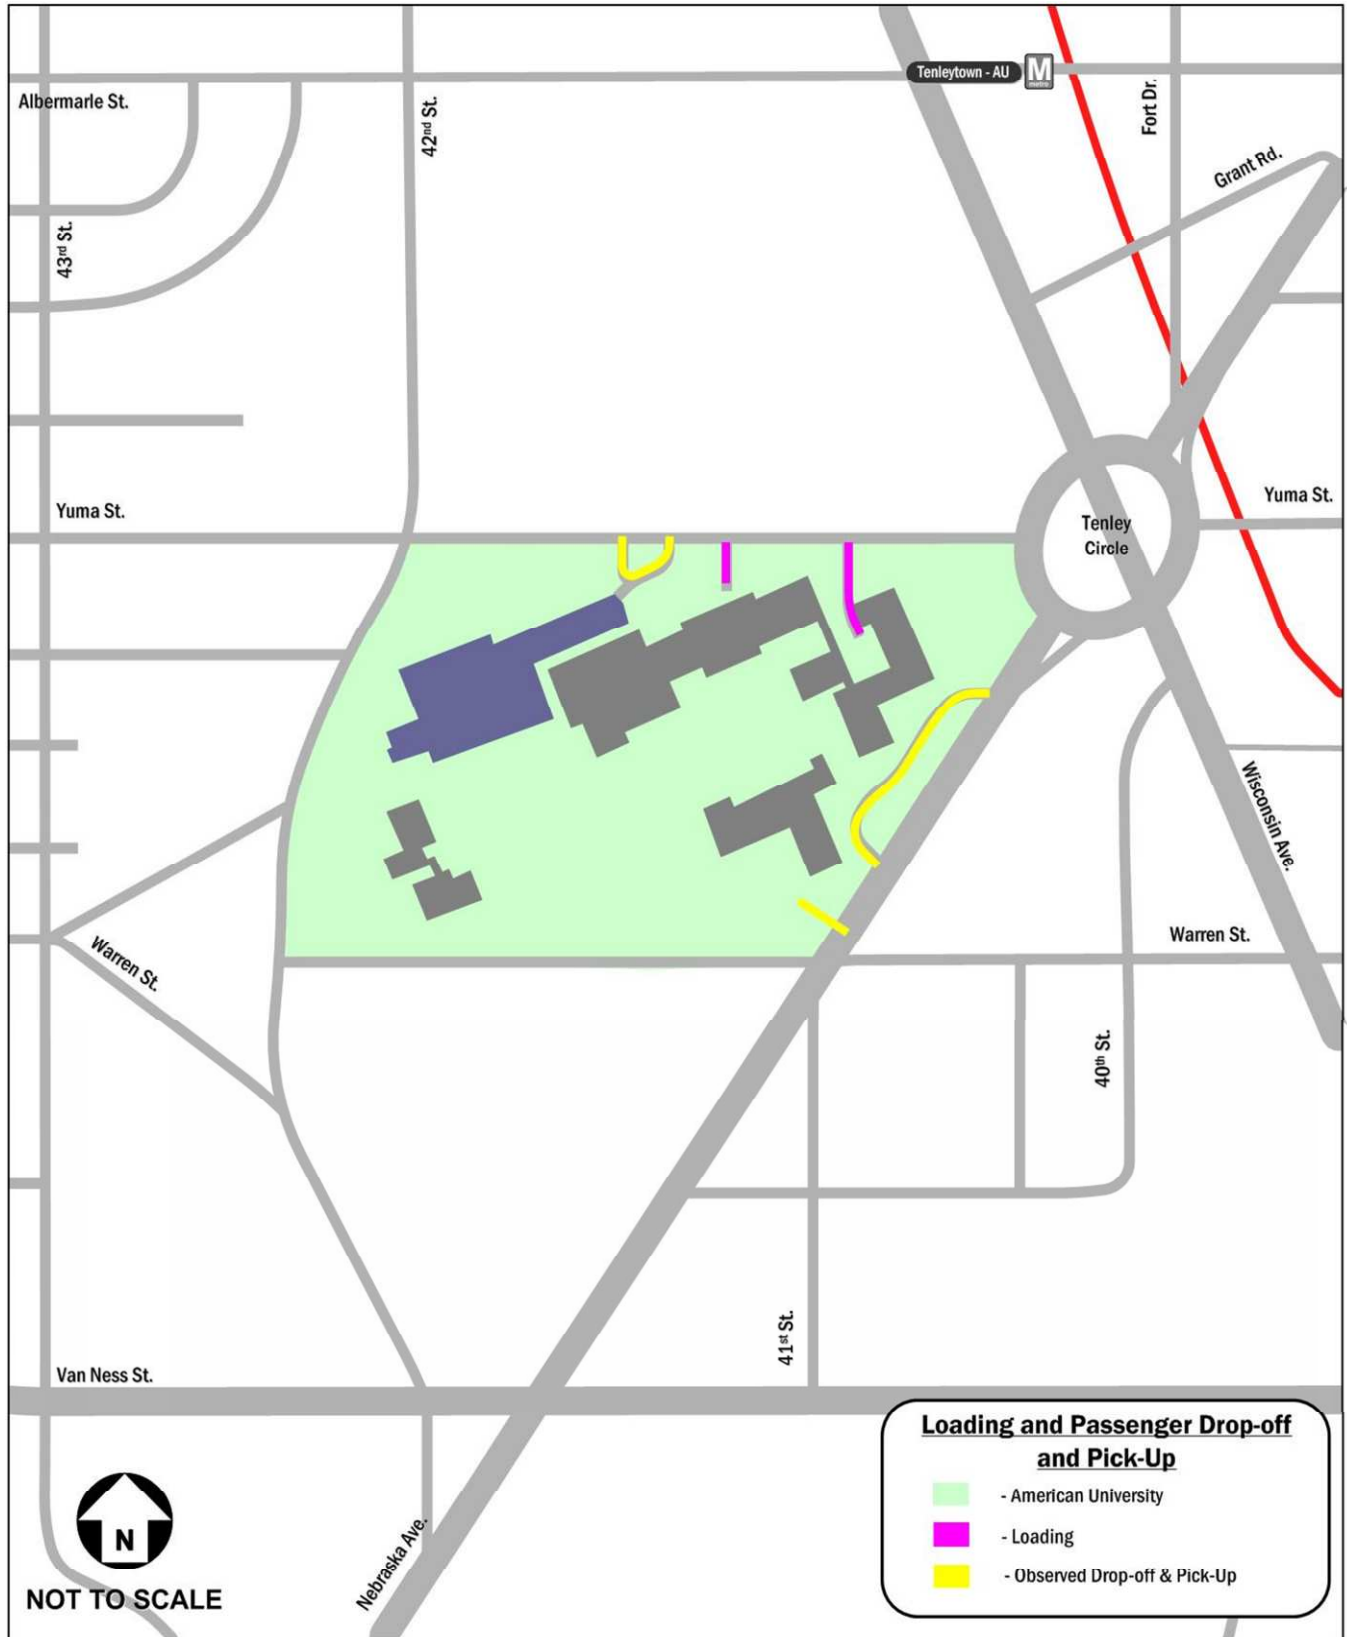 Tenleytown - AU
M
metro
Albermarle St.
42nd St.
Fort Dr.
Grant Rd.
43rd St.
Yuma St.
Yuma St.
Tenley
Circle
Wisconsin Ave.
Warren St.
Warren St.
40th St.
41st St.
Van Ness St.
Nebraska Ave.
N
NOT TO SCALE
Loading and Passenger Drop-off
and Pick-Up
- American University
- Loading
- Observed Drop-off & Pick-Up